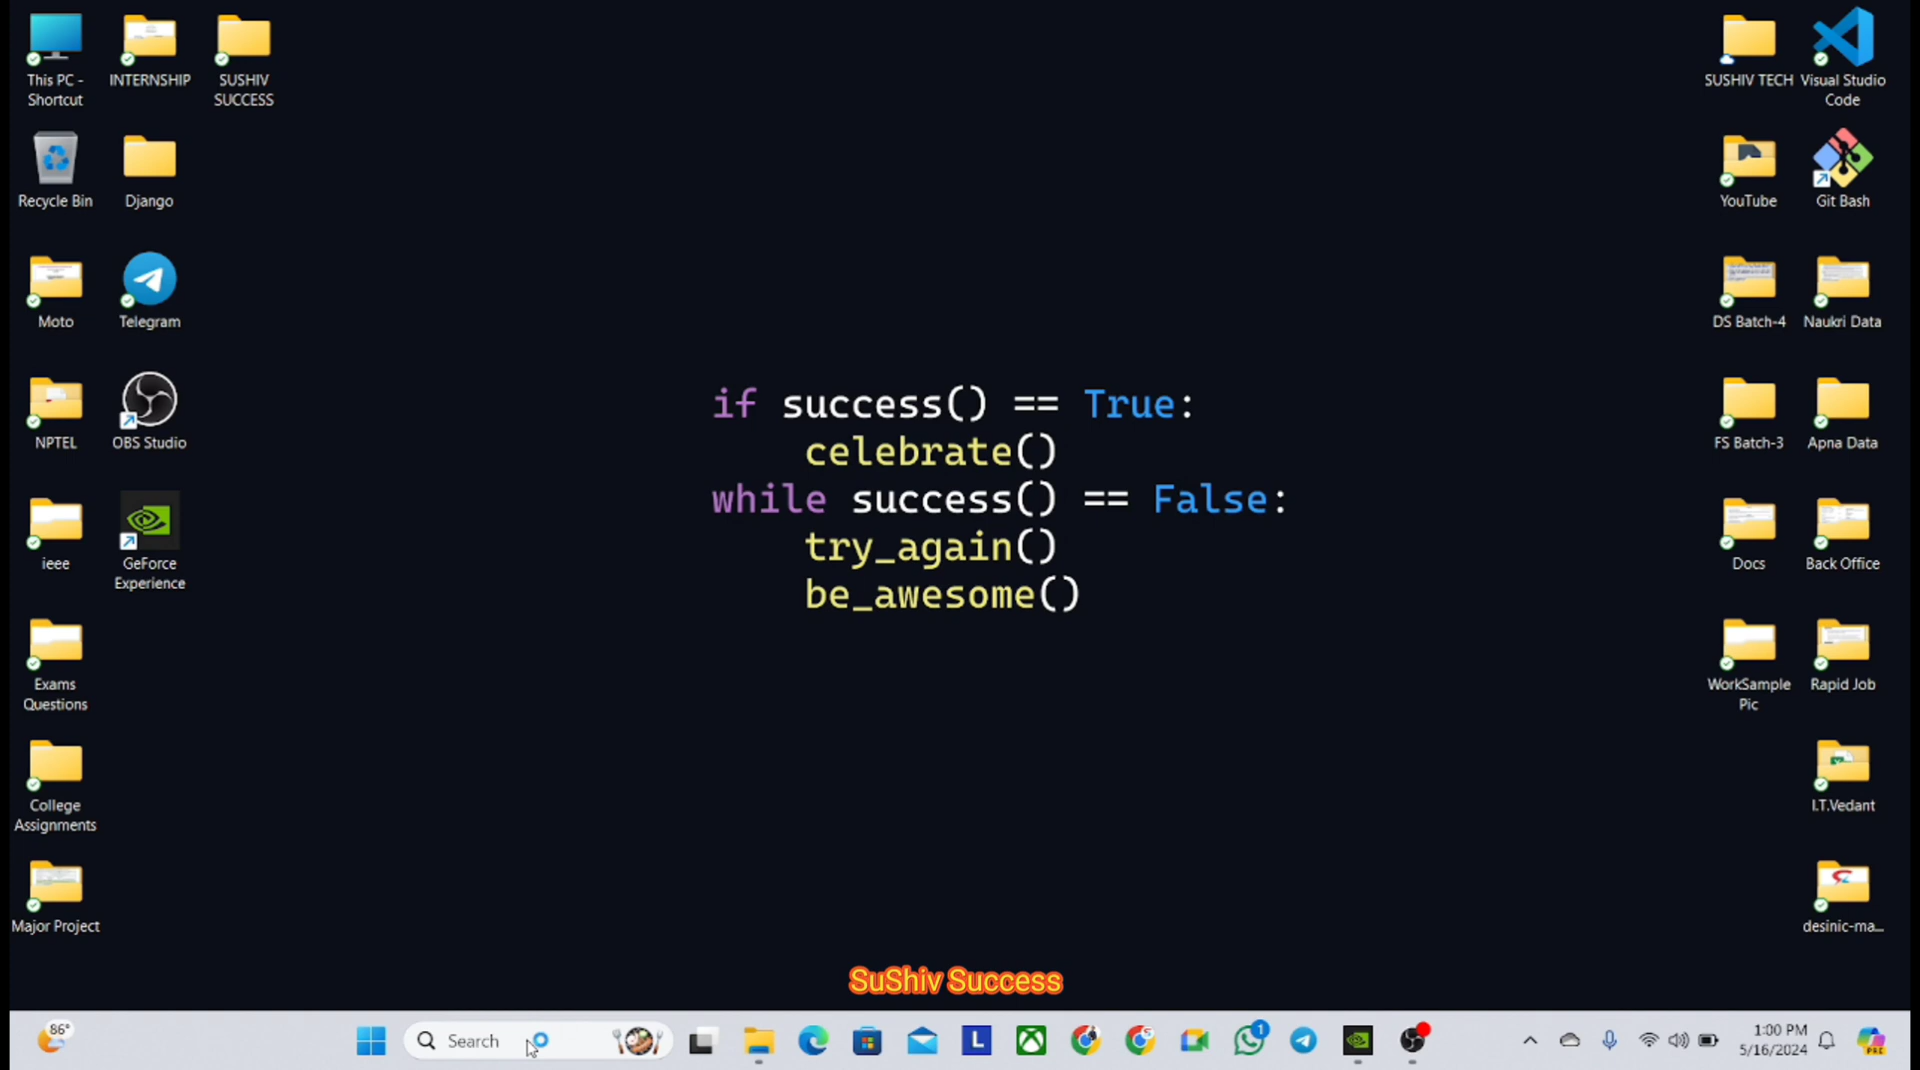 This PC -
Shortcut
INTERNSHIP
SUSHIV
SUCCESS
SUSHIV TECH
Visual Studio
Code
Recycle Bin
Django
YouTube
Git Bash
Moto
Telegram
DS Batch-4
Naukri Data
NPTEL
OBS Studio
FS Batch-3
Apna Data
if success() == True:
celebrate()
while success() == False:
try_again()
be_awesome()
ieee
GeForce
Experience
Docs
Back Office
Exams
Questions
WorkSample
Pic
Rapid Job
College
Assignments
I.T.Vedant
Major Project
desinic-ma...
SuShiv Success
86°
Search
L
1
1:00 PM
5/16/2024
PRE